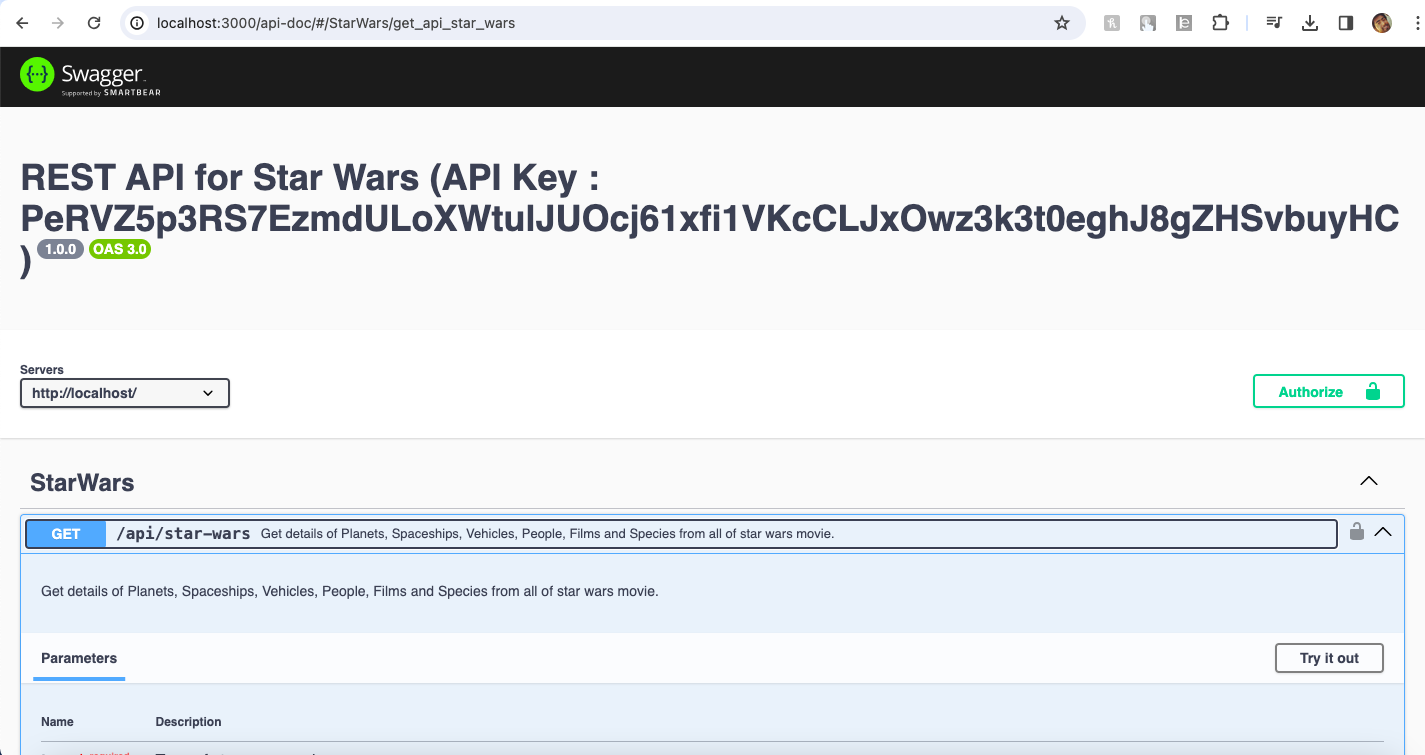 localhost:3000/api-doc/#/StarWars/get_api_star_wars
Swagger
Supported by SMARTBEAR
REST API for Star Wars (API Key :
PeRVZ5p3RS7EzmdULoXWtulJUOcj61xfi1VKcCLJxOwz3k3t0eghJ8gZHSvbuyHC
) 1.0.0 OAS 3.0
Servers
http://localhost/
Authorize
StarWars
GET /api/star-wars Get details of Planets, Spaceships, Vehicles, People, Films and Species from all of star wars movie.
Get details of Planets, Spaceships, Vehicles, People, Films and Species from all of star wars movie.
Parameters
Try it out
Name Description